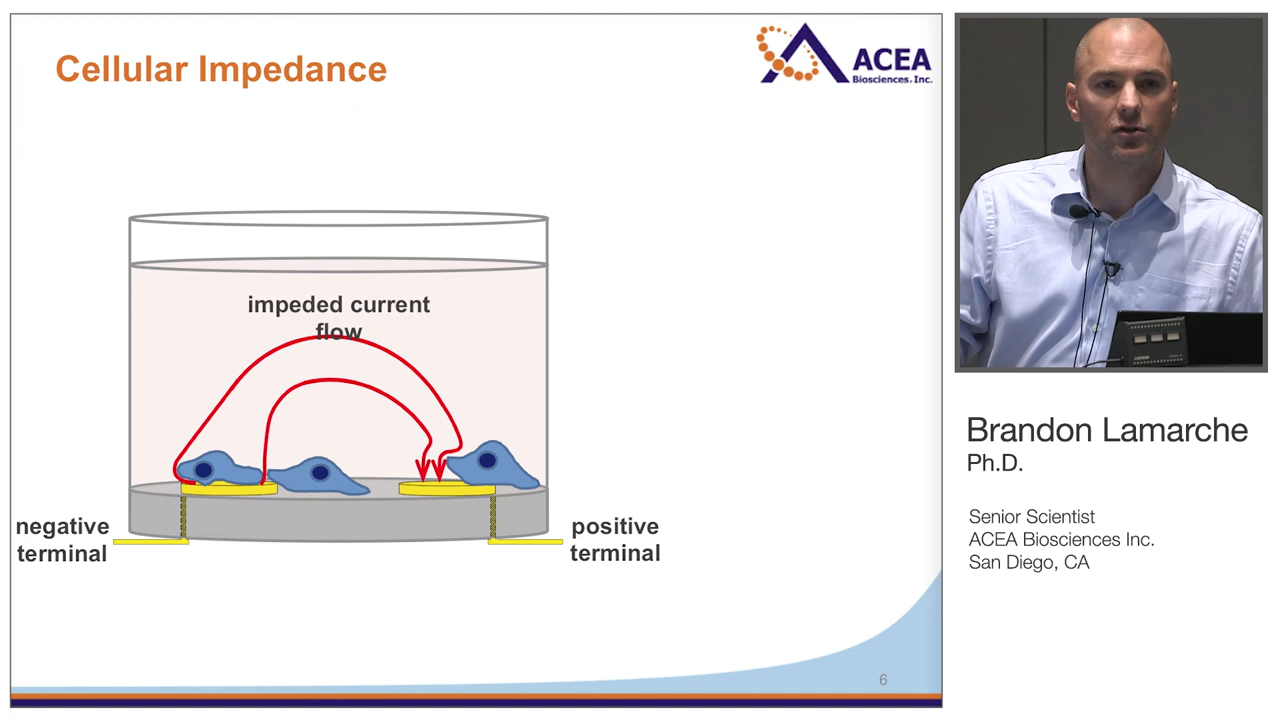 Cellular Impedance
ACEA
Biosciences, Inc.
impeded current
flow
negative
terminal
positive
terminal
6
Brandon Lamarche
Ph.D.
Senior Scientist
ACEA Biosciences Inc.
San Diego, CA